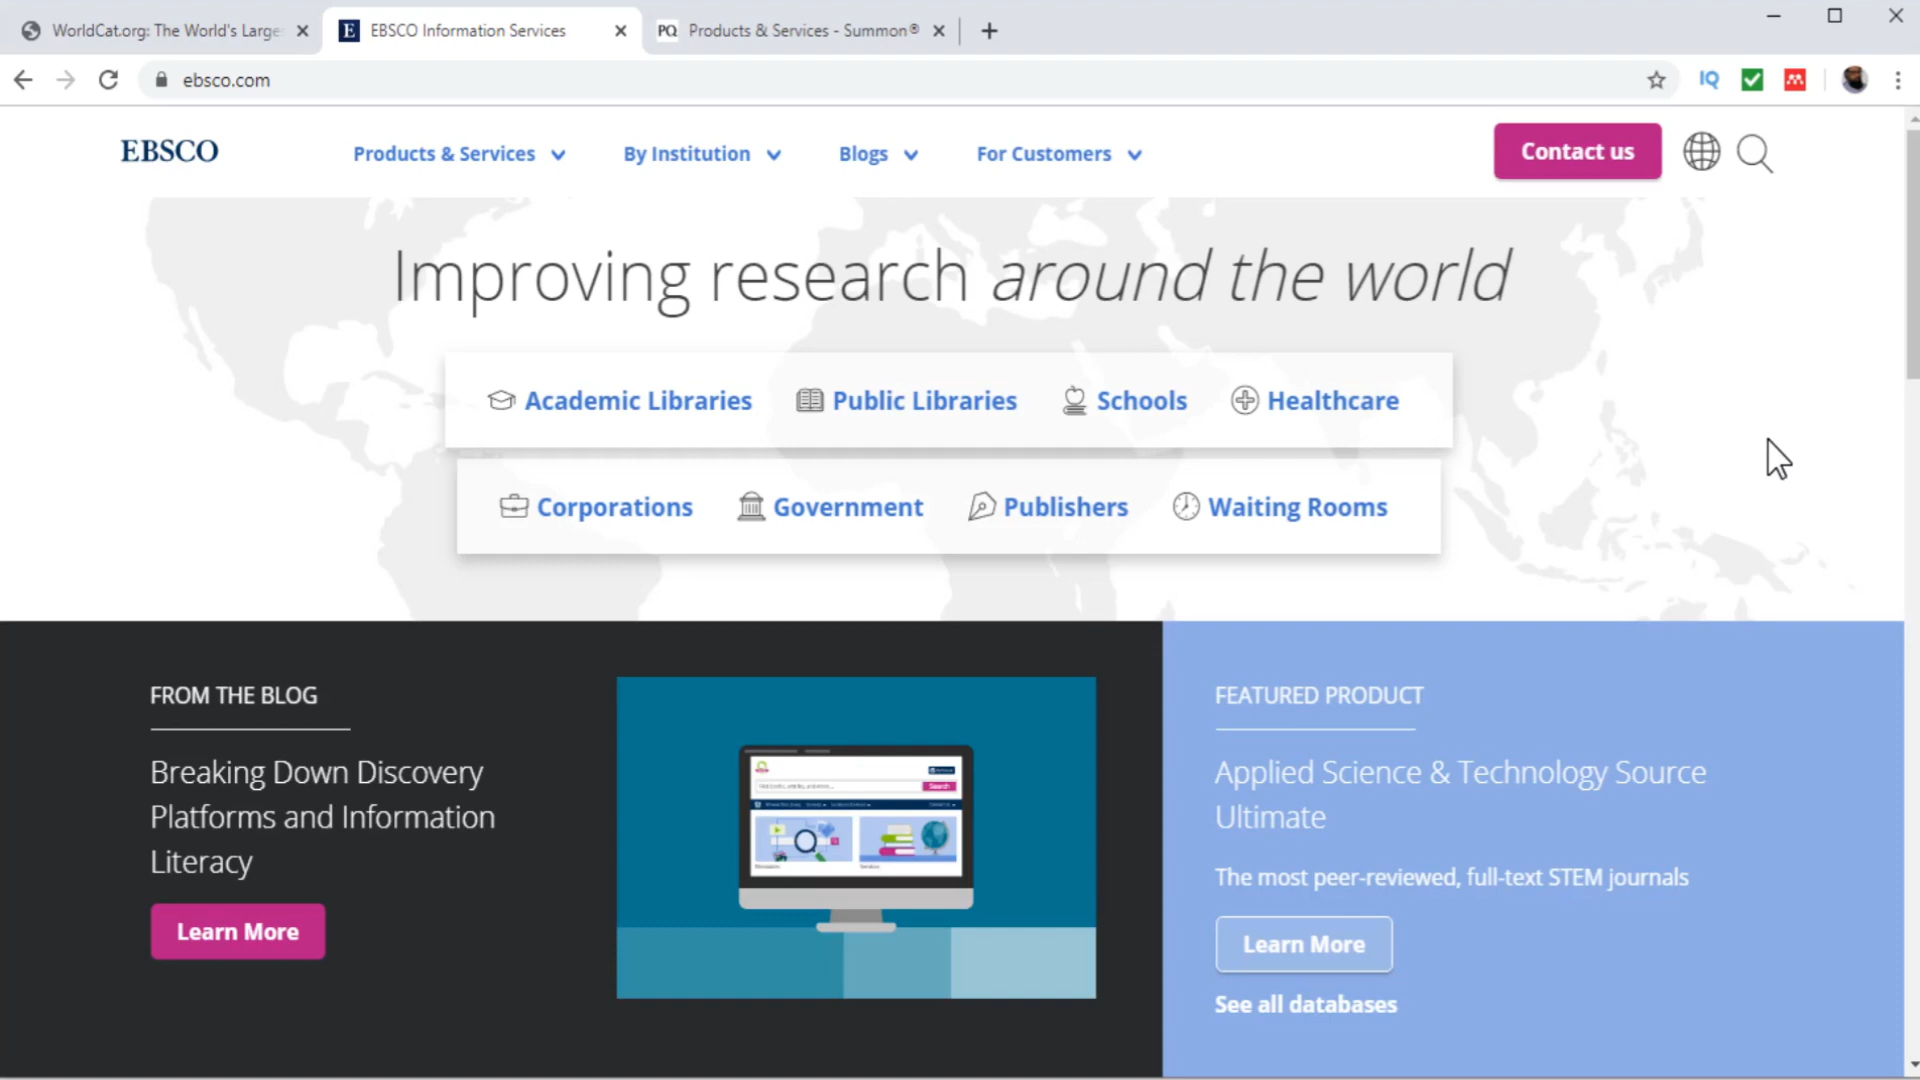 WorldCat.org: The World's Large
EBSCO Information Services
PQ Products & Services - Summon®
ebsco.com
IQ
EBSCO
Products & Services
By Institution
Blogs
For Customers
Contact us
Improving research around the world
Academic Libraries
Public Libraries
Schools
Healthcare
Corporations
Government
Publishers
Waiting Rooms
FROM THE BLOG
Breaking Down Discovery
Platforms and Information
Literacy
Learn More
Search
FEATURED PRODUCT
Applied Science & Technology Source
Ultimate
The most peer-reviewed, full-text STEM journals
Learn More
See all databases